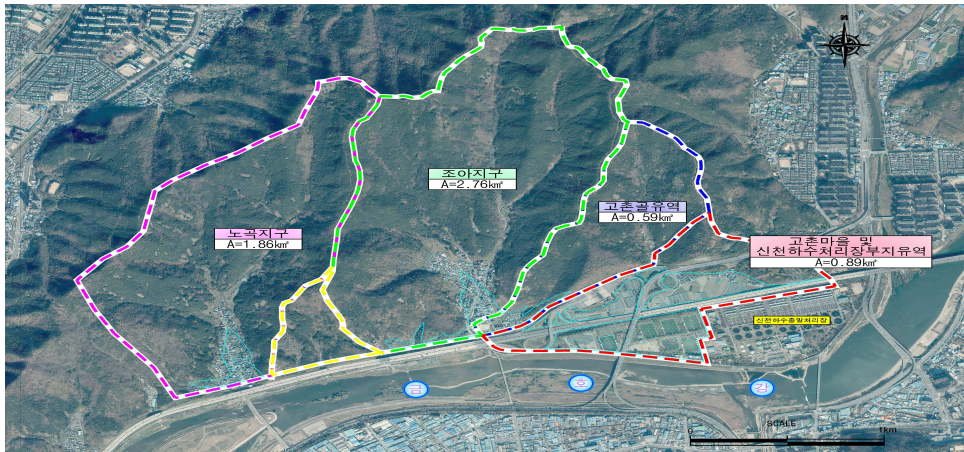 조아지구
A=2.76㎢
고촌골유역
A=0.59㎢
노곡지구
A=1.86㎢
고촌마을 및
신천하수처리장부지유역
A=0.89㎢
신천하수종말처리장
금 호 강
SCALE
0 1km